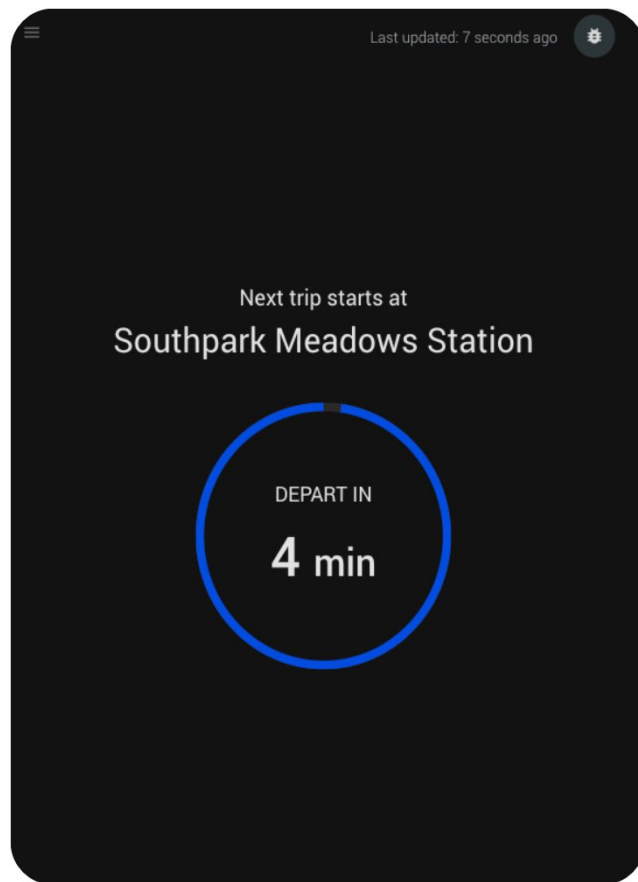 Last updated: 7 seconds ago
Next trip starts at
Southpark Meadows Station
DEPART IN
4 min